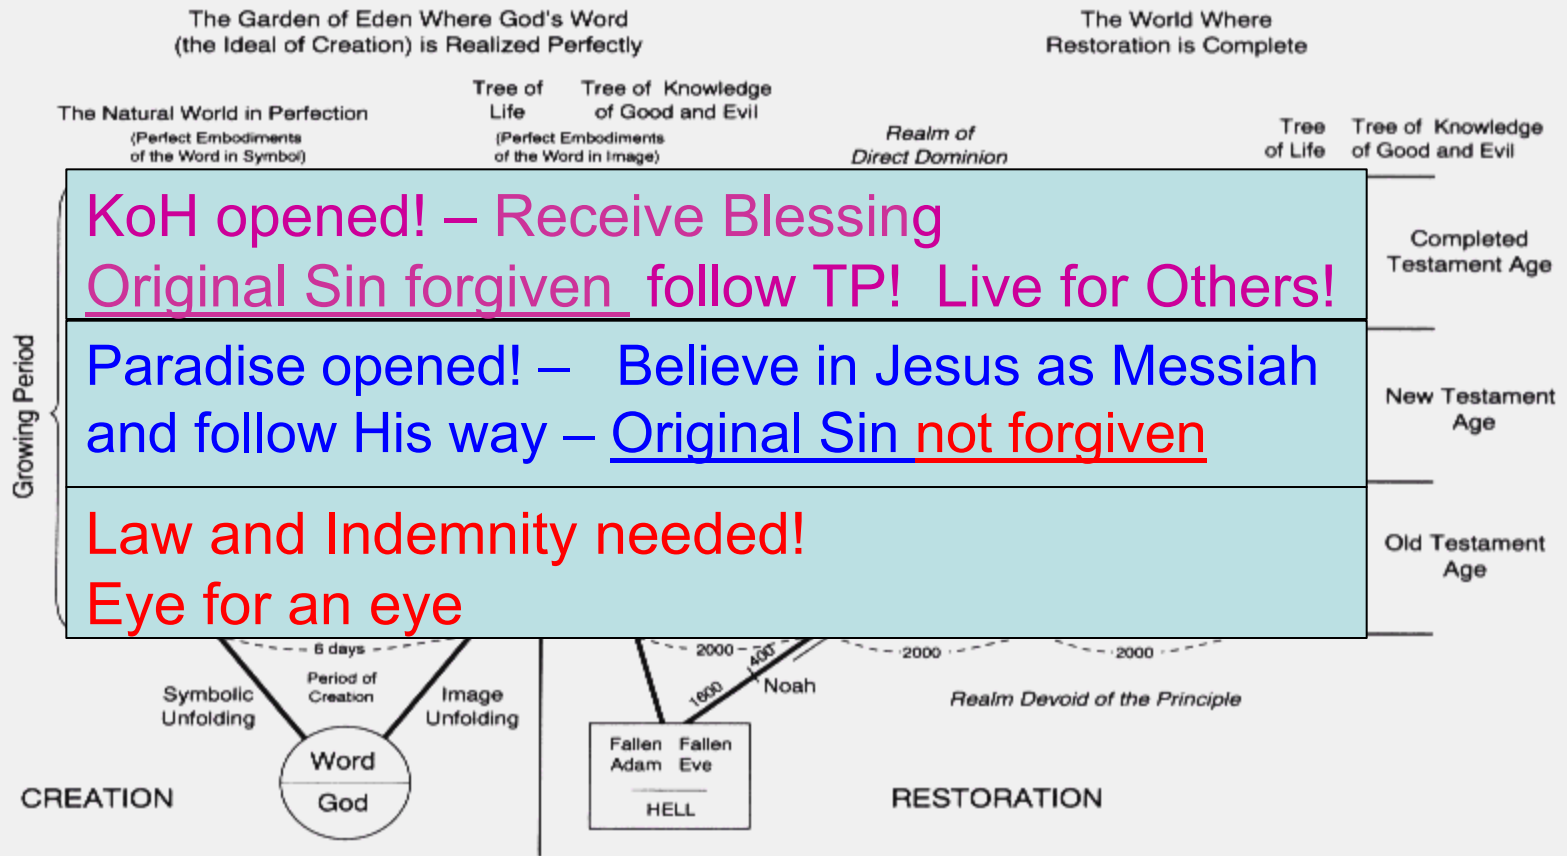 The Garden of Eden Where God's Word
(the Ideal of Creation) is Realized Perfectly
The World Where
Restoration is Complete
The Natural World in Perfection
(Perfect Embodiments
of the Word in Symbol)
Tree of
Life
Tree of Knowledge
of Good and Evil
(Perfect Embodiments
of the Word in Image)
Realm of
Direct Dominion
Tree
of Life
Tree of Knowledge
of Good and Evil
Growing Period
KoH opened! – Receive Blessing
Original Sin forgiven follow TP! Live for Others!
Completed
Testament Age
Paradise opened! – Believe in Jesus as Messiah
and follow His way – Original Sin not forgiven
New Testament
Age
Law and Indemnity needed!
Eye for an eye
Old Testament
Age
6 days
Period of
Creation
Symbolic
Unfolding
Image
Unfolding
Word
God
CREATION
2000
400
1600
Noah
2000
2000
Realm Devoid of the Principle
Fallen Fallen
Adam Eve
HELL
RESTORATION